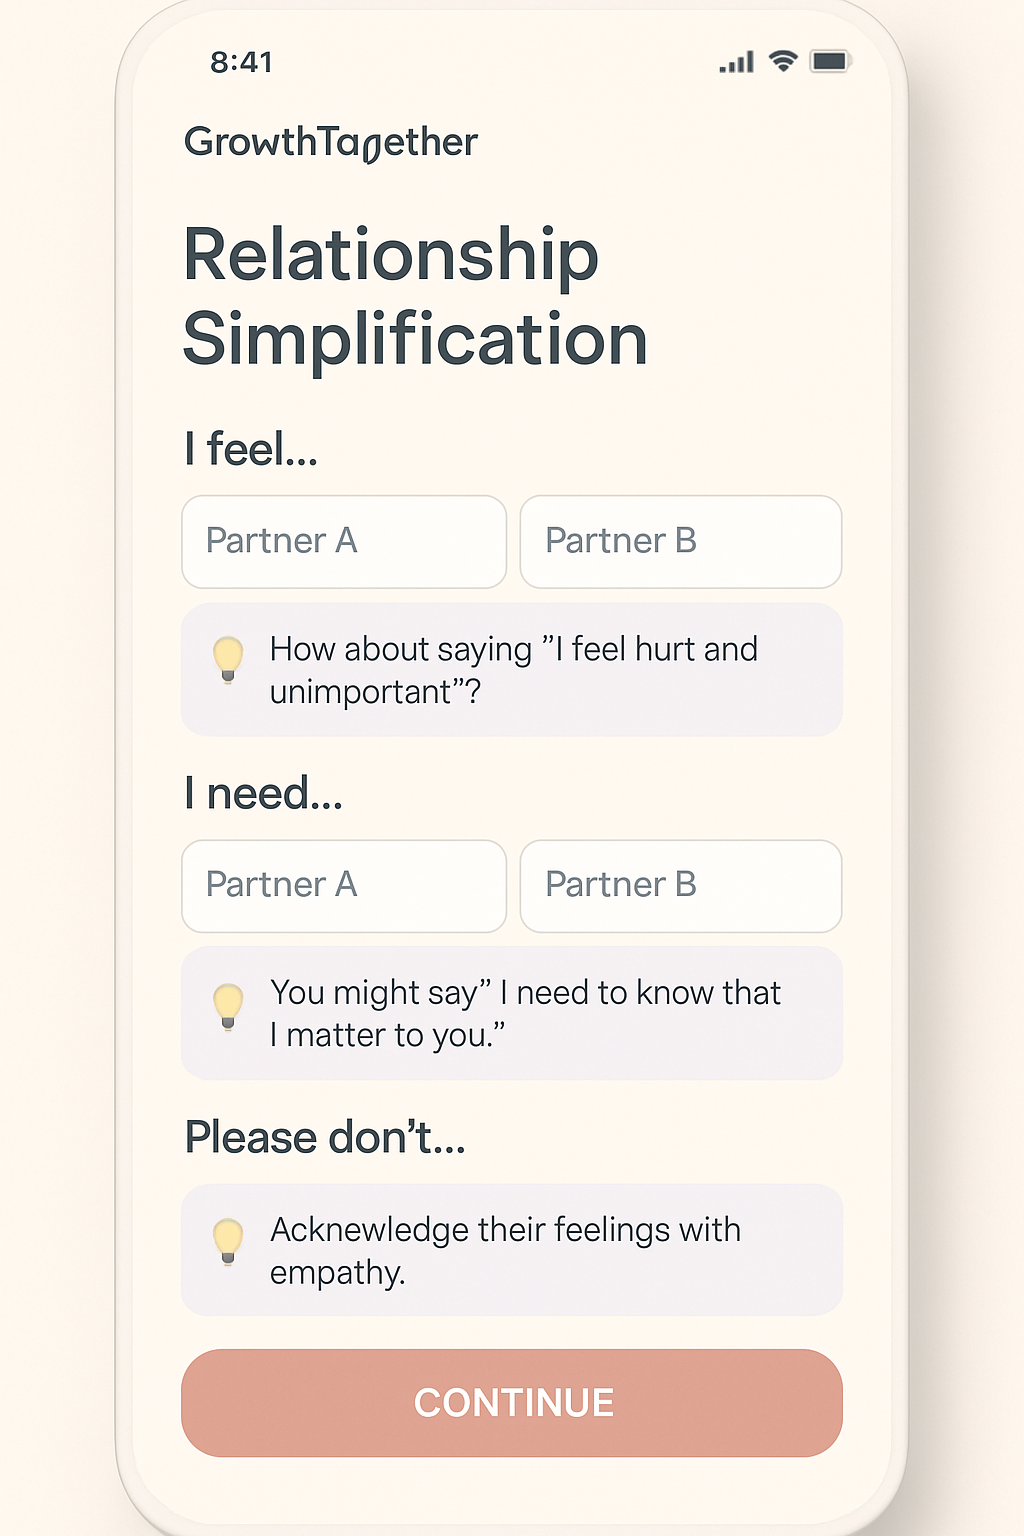 8:41
GrowthTagether
Relationship
Simplification
I feel...
Partner A Partner B
How about saying ”I feel hurt and
unimportant”?
I need...
Partner A Partner B
You might say” I need to know that
I matter to you.”
Please don’t...
Acknewledge their feelings with
empathy.
CONTINUE